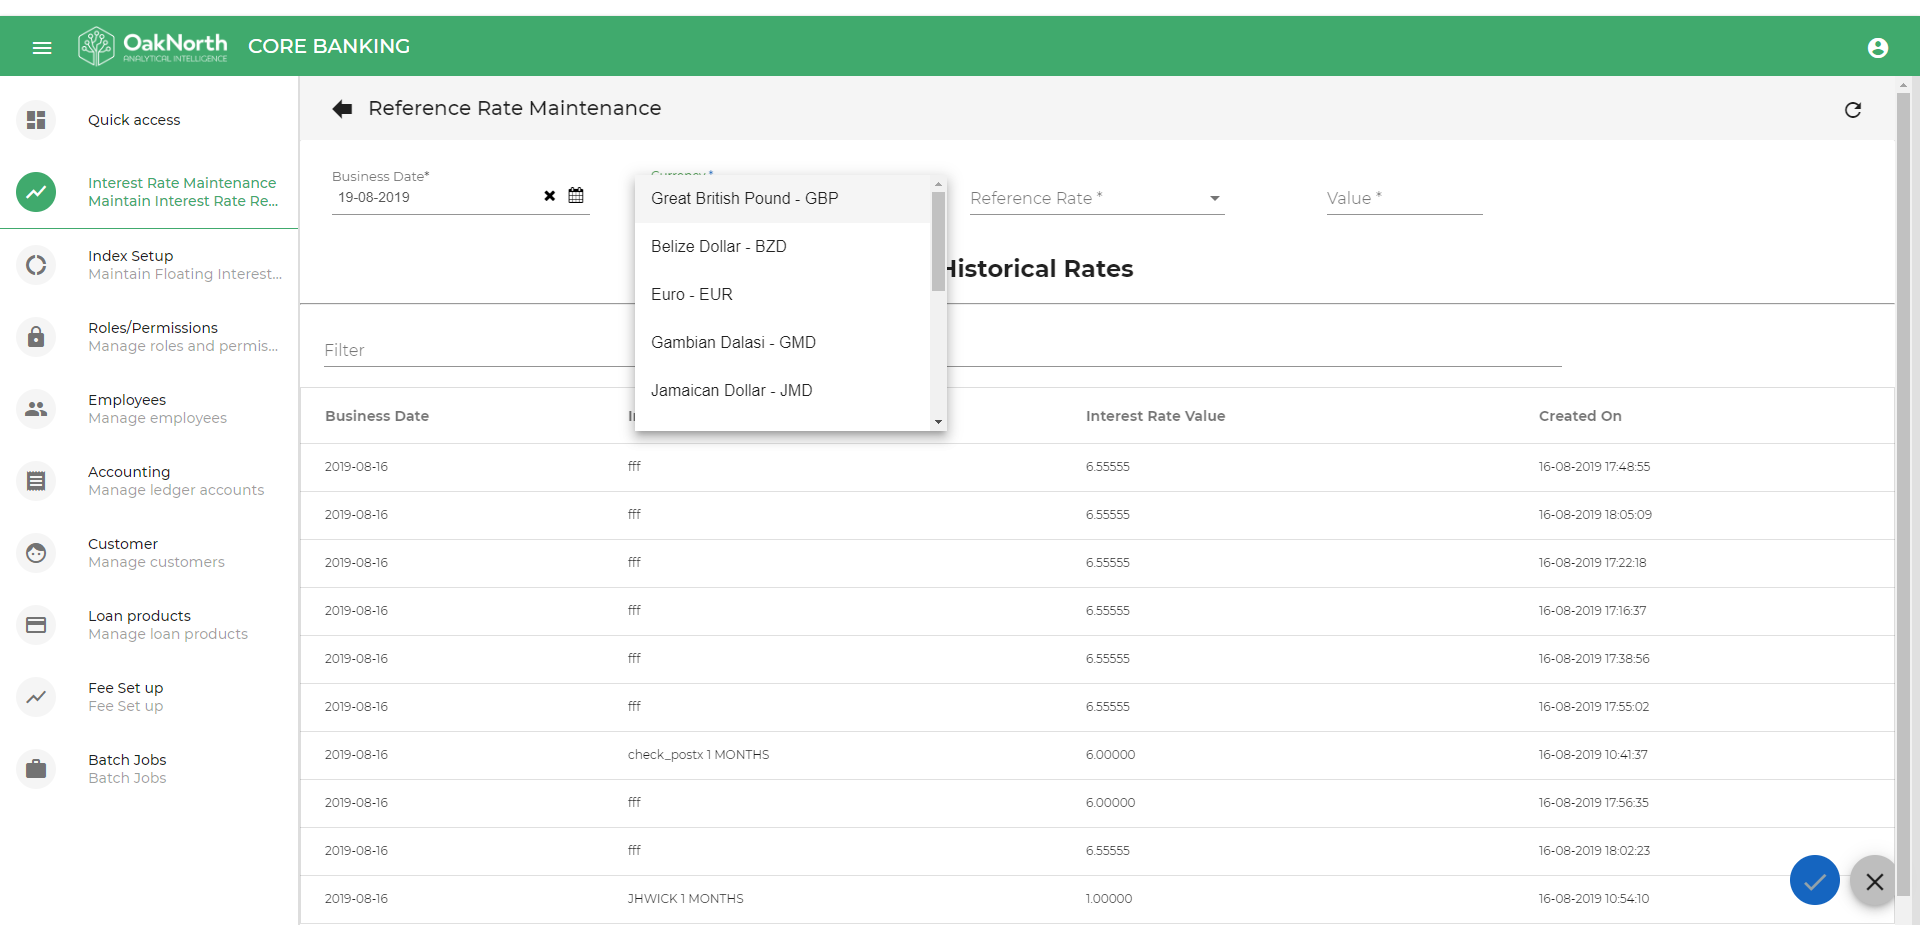 OakNorth
ANALYTICAL INTELLIGENCE
CORE BANKING
Quick access
Interest Rate Maintenance
Maintain Interest Rate Re...
Index Setup
Maintain Floating Interest...
Roles/Permissions
Manage roles and permis...
Employees
Manage employees
Accounting
Manage ledger accounts
Customer
Manage customers
Loan products
Manage loan products
Fee Set up
Fee Set up
Batch Jobs
Batch Jobs
Reference Rate Maintenance
Business Date*
19-08-2019
Currency *
Great British Pound - GBP
Belize Dollar - BZD
Euro - EUR
Gambian Dalasi - GMD
Jamaican Dollar - JMD
Reference Rate *
Value *
Historical Rates
Filter
Business Date Interest Rate Value Created On
2019-08-16 fff 6.55555 16-08-2019 17:48:55
2019-08-16 fff 6.55555 16-08-2019 18:05:09
2019-08-16 fff 6.55555 16-08-2019 17:22:18
2019-08-16 fff 6.55555 16-08-2019 17:16:37
2019-08-16 fff 6.55555 16-08-2019 17:38:56
2019-08-16 fff 6.55555 16-08-2019 17:55:02
2019-08-16 check_postx 1 MONTHS 6.00000 16-08-2019 10:41:37
2019-08-16 fff 6.00000 16-08-2019 17:56:35
2019-08-16 fff 6.55555 16-08-2019 18:02:23
2019-08-16 JHWICK 1 MONTHS 1.00000 16-08-2019 10:54:10